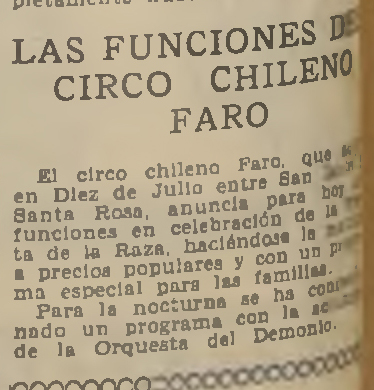 LAS FUNCIONES DE
CIRCO CHILENO
FARO
El circo chileno Faro, que
en Diez de Julio entre San
Santa Rosa, anuncia para hoy
funciones en celebración de la
ta de la Raza, haciéndose la
a precios populares y con un pr
ma especial para las familias.
Para la nocturna se ha com
nado un programa con la ac
de la Orquesta del Demonio.